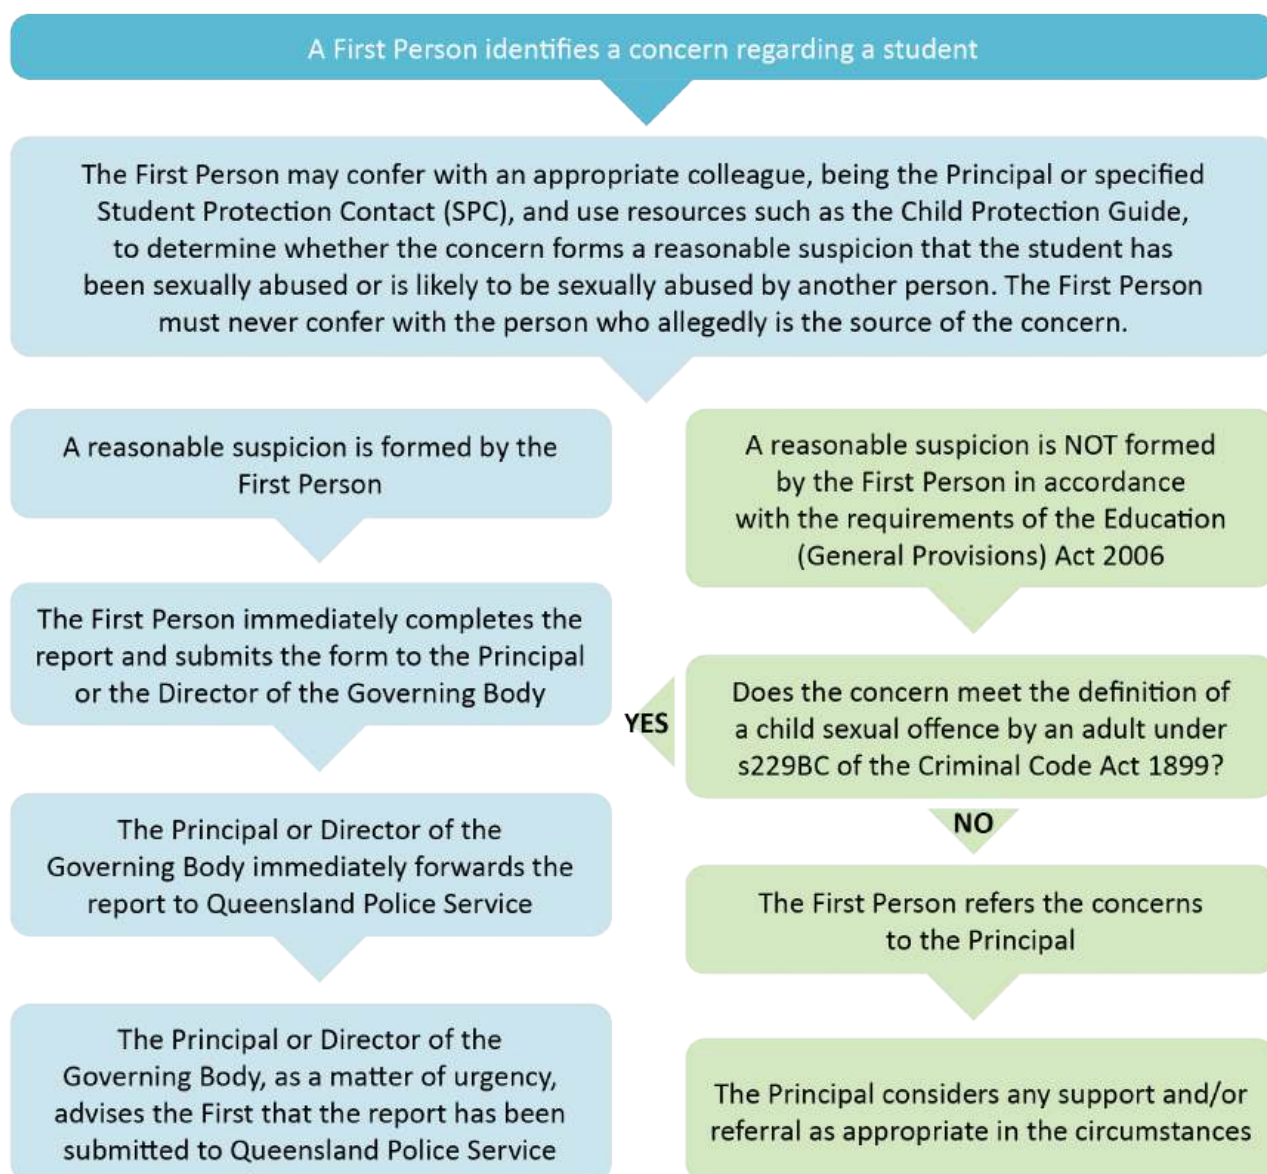 A First Person identifies a concern regarding a student
The First Person may confer with an appropriate colleague, being the Principal or specified
Student Protection Contact (SPC), and use resources such as the Child Protection Guide,
to determine whether the concern forms a reasonable suspicion that the student has
been sexually abused or is likely to be sexually abused by another person. The First Person
must never confer with the person who allegedly is the source of the concern.
A reasonable suspicion is formed by the
First Person
The First Person immediately completes the
report and submits the form to the Principal
or the Director of the Governing Body
The Principal or Director of the
Governing Body immediately forwards the
report to Queensland Police Service
The Principal or Director of the
Governing Body, as a matter of urgency,
advises the First that the report has been
submitted to Queensland Police Service
A reasonable suspicion is NOT formed
by the First Person in accordance
with the requirements of the Education
(General Provisions) Act 2006
Does the concern meet the definition of
a child sexual offence by an adult under
s229BC of the Criminal Code Act 1899?
YES
NO
The First Person refers the concerns
to the Principal
The Principal considers any support and/or
referral as appropriate in the circumstances